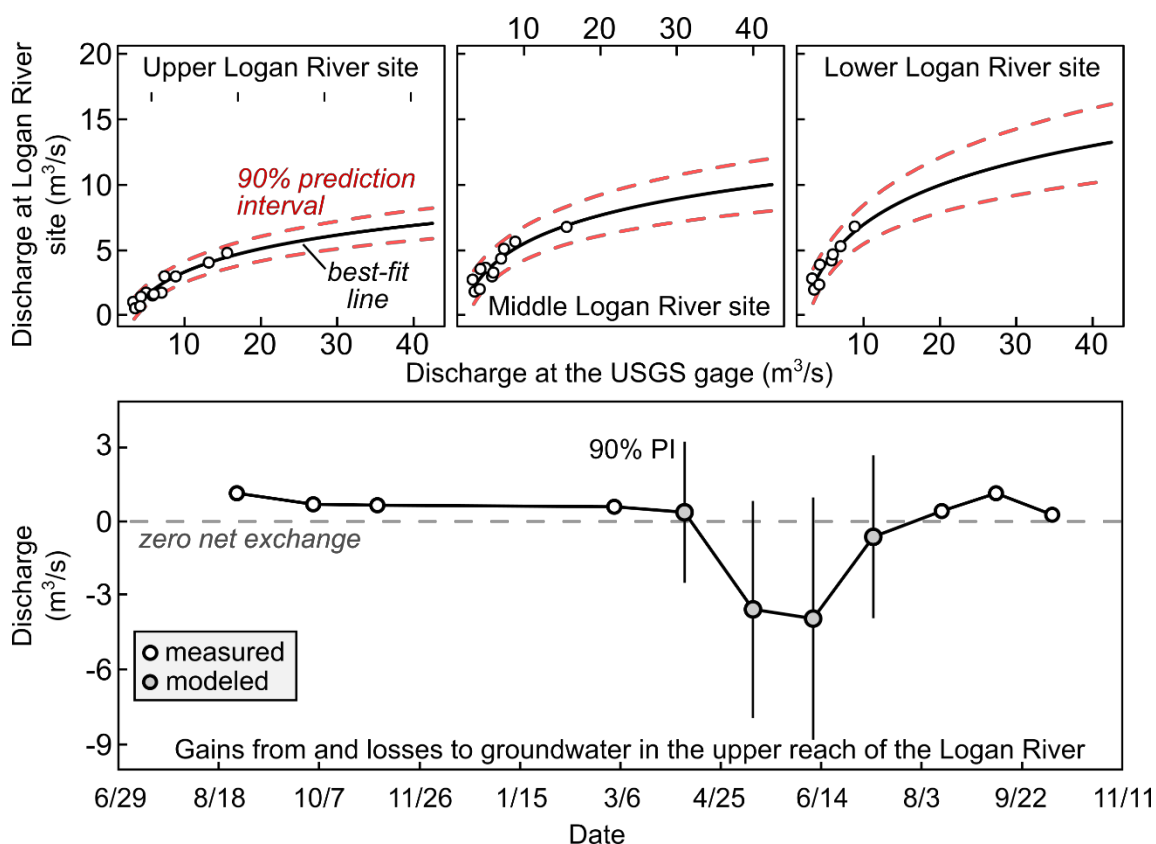 10 20 30 40
20
15
10
5
0
Discharge at Logan River
site (m³/s)
Upper Logan River site
90% prediction
interval
best-fit
line
Middle Logan River site
Lower Logan River site
10 20 30 40
10 20 30 40
Discharge at the USGS gage (m³/s)
3
0
-3
-6
-9
Discharge
(m³/s)
90% PI
zero net exchange
measured
modeled
Gains from and losses to groundwater in the upper reach of the Logan River
6/29 8/18 10/7 11/26 1/15 3/6 4/25 6/14 8/3 9/22 11/11
Date